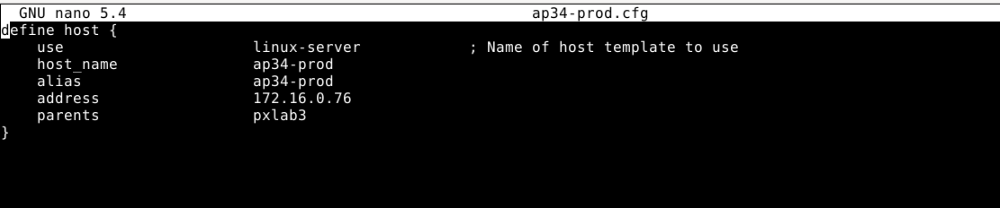 GNU nano 5.4 ap34-prod.cfg
define host {
use linux-server ; Name of host template to use
host_name ap34-prod
alias ap34-prod
address 172.16.0.76
parents pxlab3
}